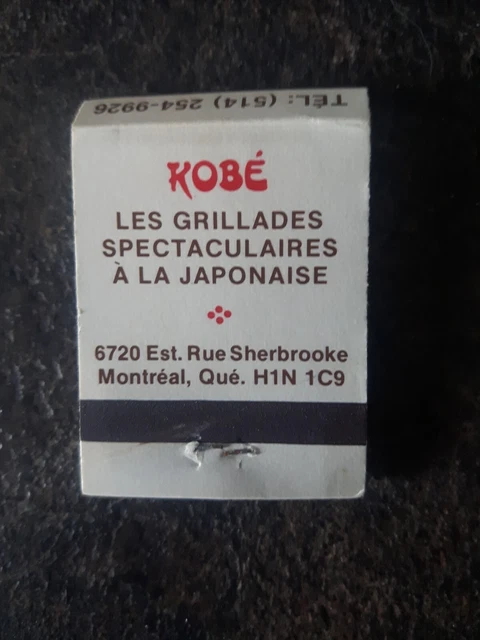 TÉL: (514) 254-9926
KOBÉ
LES GRILLADES
SPECTACULAIRES
À LA JAPONAISE
6720 Est. Rue Sherbrooke
Montréal, Qué. H1N 1C9